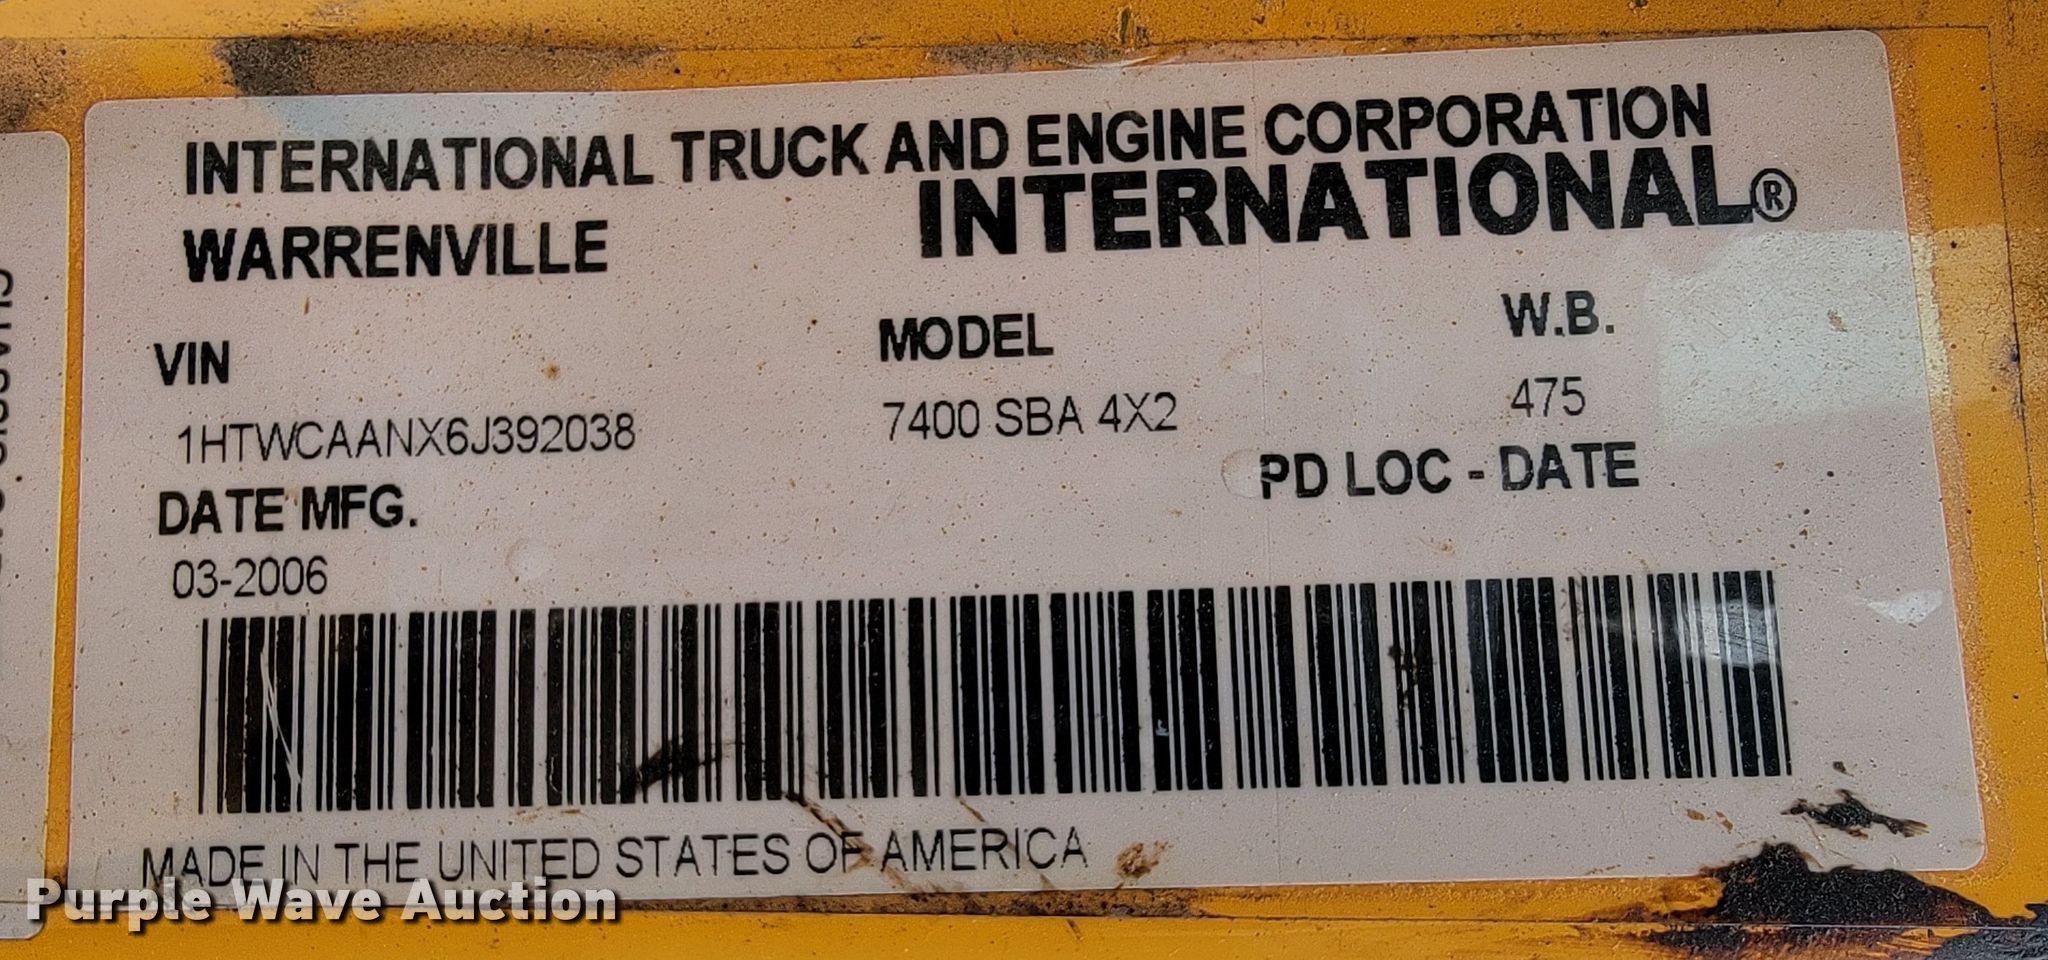 INTERNATIONAL TRUCK AND ENGINE CORPORATION
WARRENVILLE
INTERNATIONAL®
VIN
MODEL
W.B.
1HTWCAANX6J392038
7400 SBA 4X2
475
DATE MFG.
PD LOC - DATE
03-2006
MADE IN THE UNITED STATES OF AMERICA
Purple Wave Auction